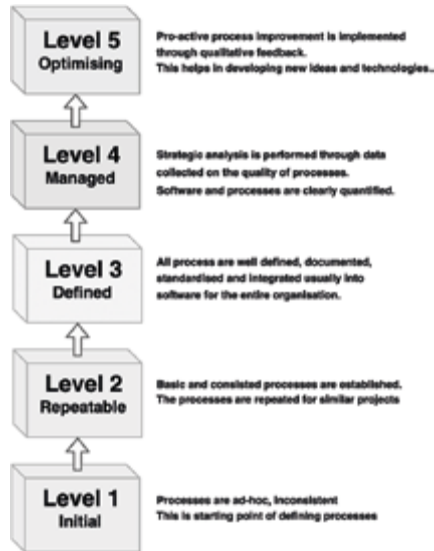 Level 5
Optimising
Pro-active process improvement is implemented
through qualitative feedback.
This helps in developing new ideas and technologies..
Level 4
Managed
Strategic analysis is performed through data
collected on the quality of processes.
Software and processes are clearly quantified.
Level 3
Defined
All process are well defined, documented,
standardised and integrated usually into
software for the entire organisation.
Level 2
Repeatable
Basic and consisted processes are established.
The processes are repeated for similar projects
Level 1
Initial
Processes are ad-hoc, inconsistent
This is starting point of defining processes